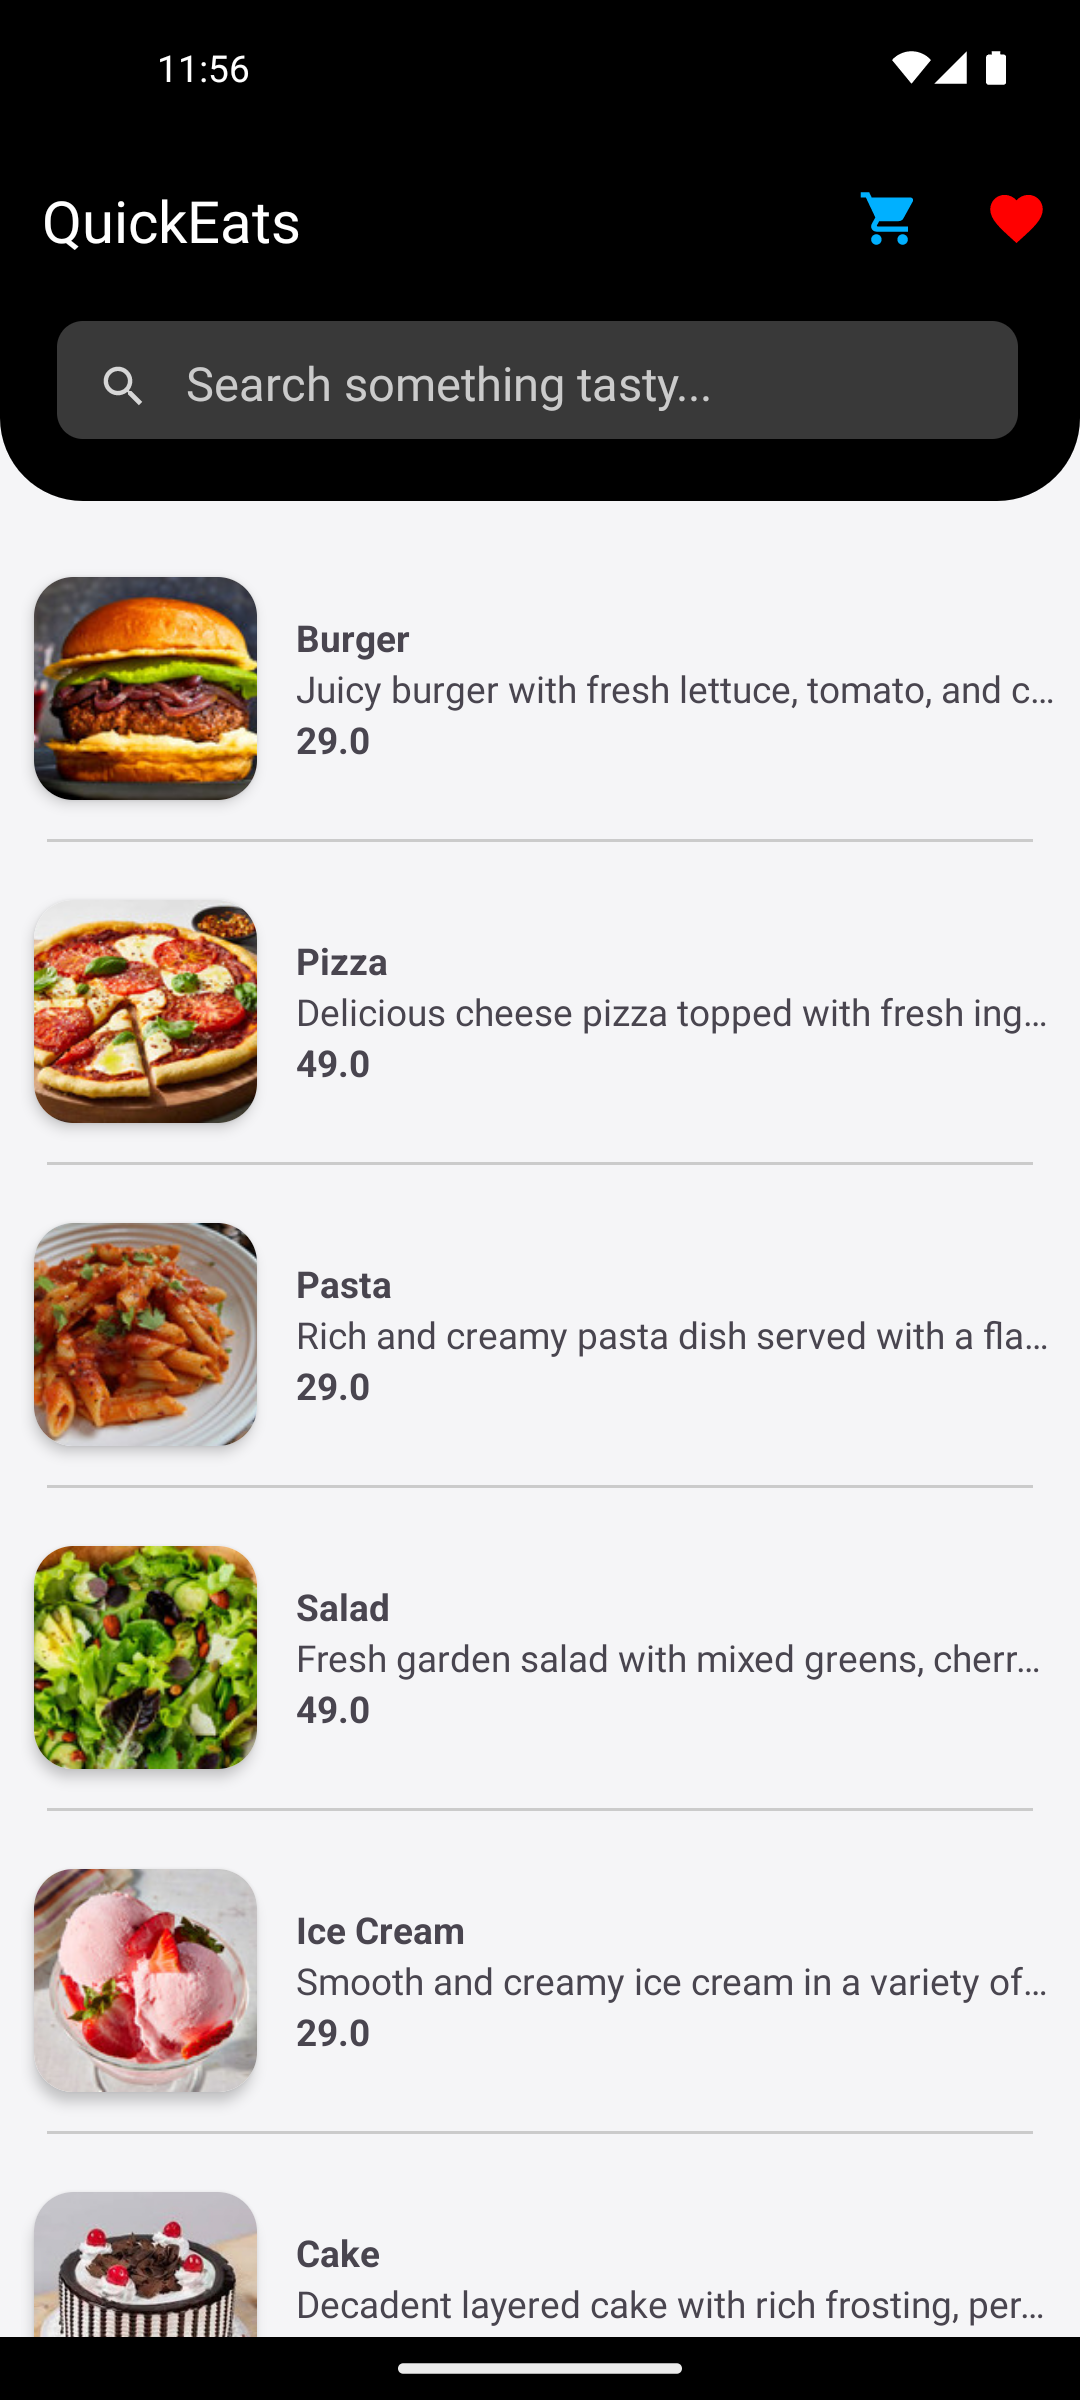 11:56
QuickEats
Search something tasty...
Burger
Juicy burger with fresh lettuce, tomato, and c...
29.0
Pizza
Delicious cheese pizza topped with fresh ing...
49.0
Pasta
Rich and creamy pasta dish served with a fla...
29.0
Salad
Fresh garden salad with mixed greens, cherr...
49.0
Ice Cream
Smooth and creamy ice cream in a variety of...
29.0
Cake
Decadent layered cake with rich frosting, per...